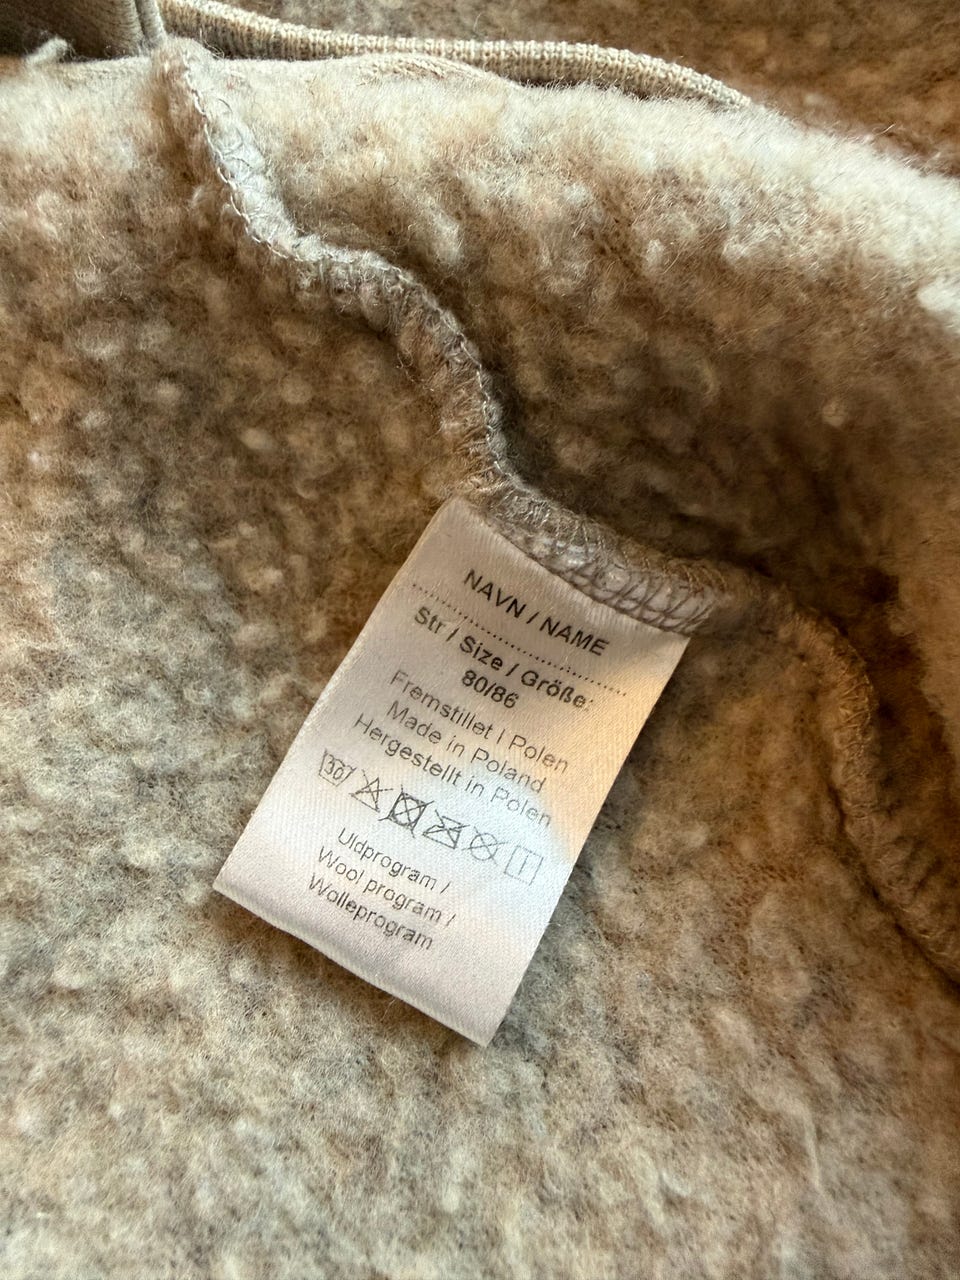 NAVN / NAME
Str / Size / Größe:
80/86
Fremstillet i Polen
Made in Poland
Hergestellt in Polen
30
Uldprogram /
Wool program /
Wolleprogram